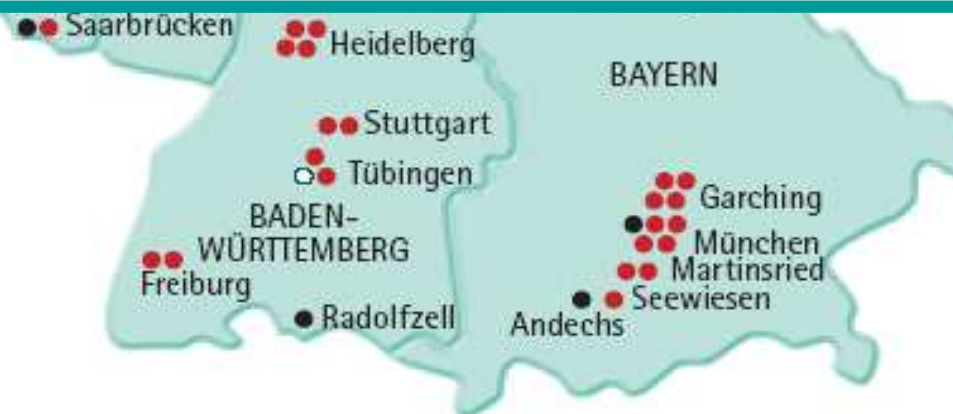 Saarbrücken
Heidelberg
BAYERN
Stuttgart
Tübingen
Garching
BADEN-
WÜRTTEMBERG
München
Martinsried
Freiburg
Seewiesen
Radolfzell
Andechs